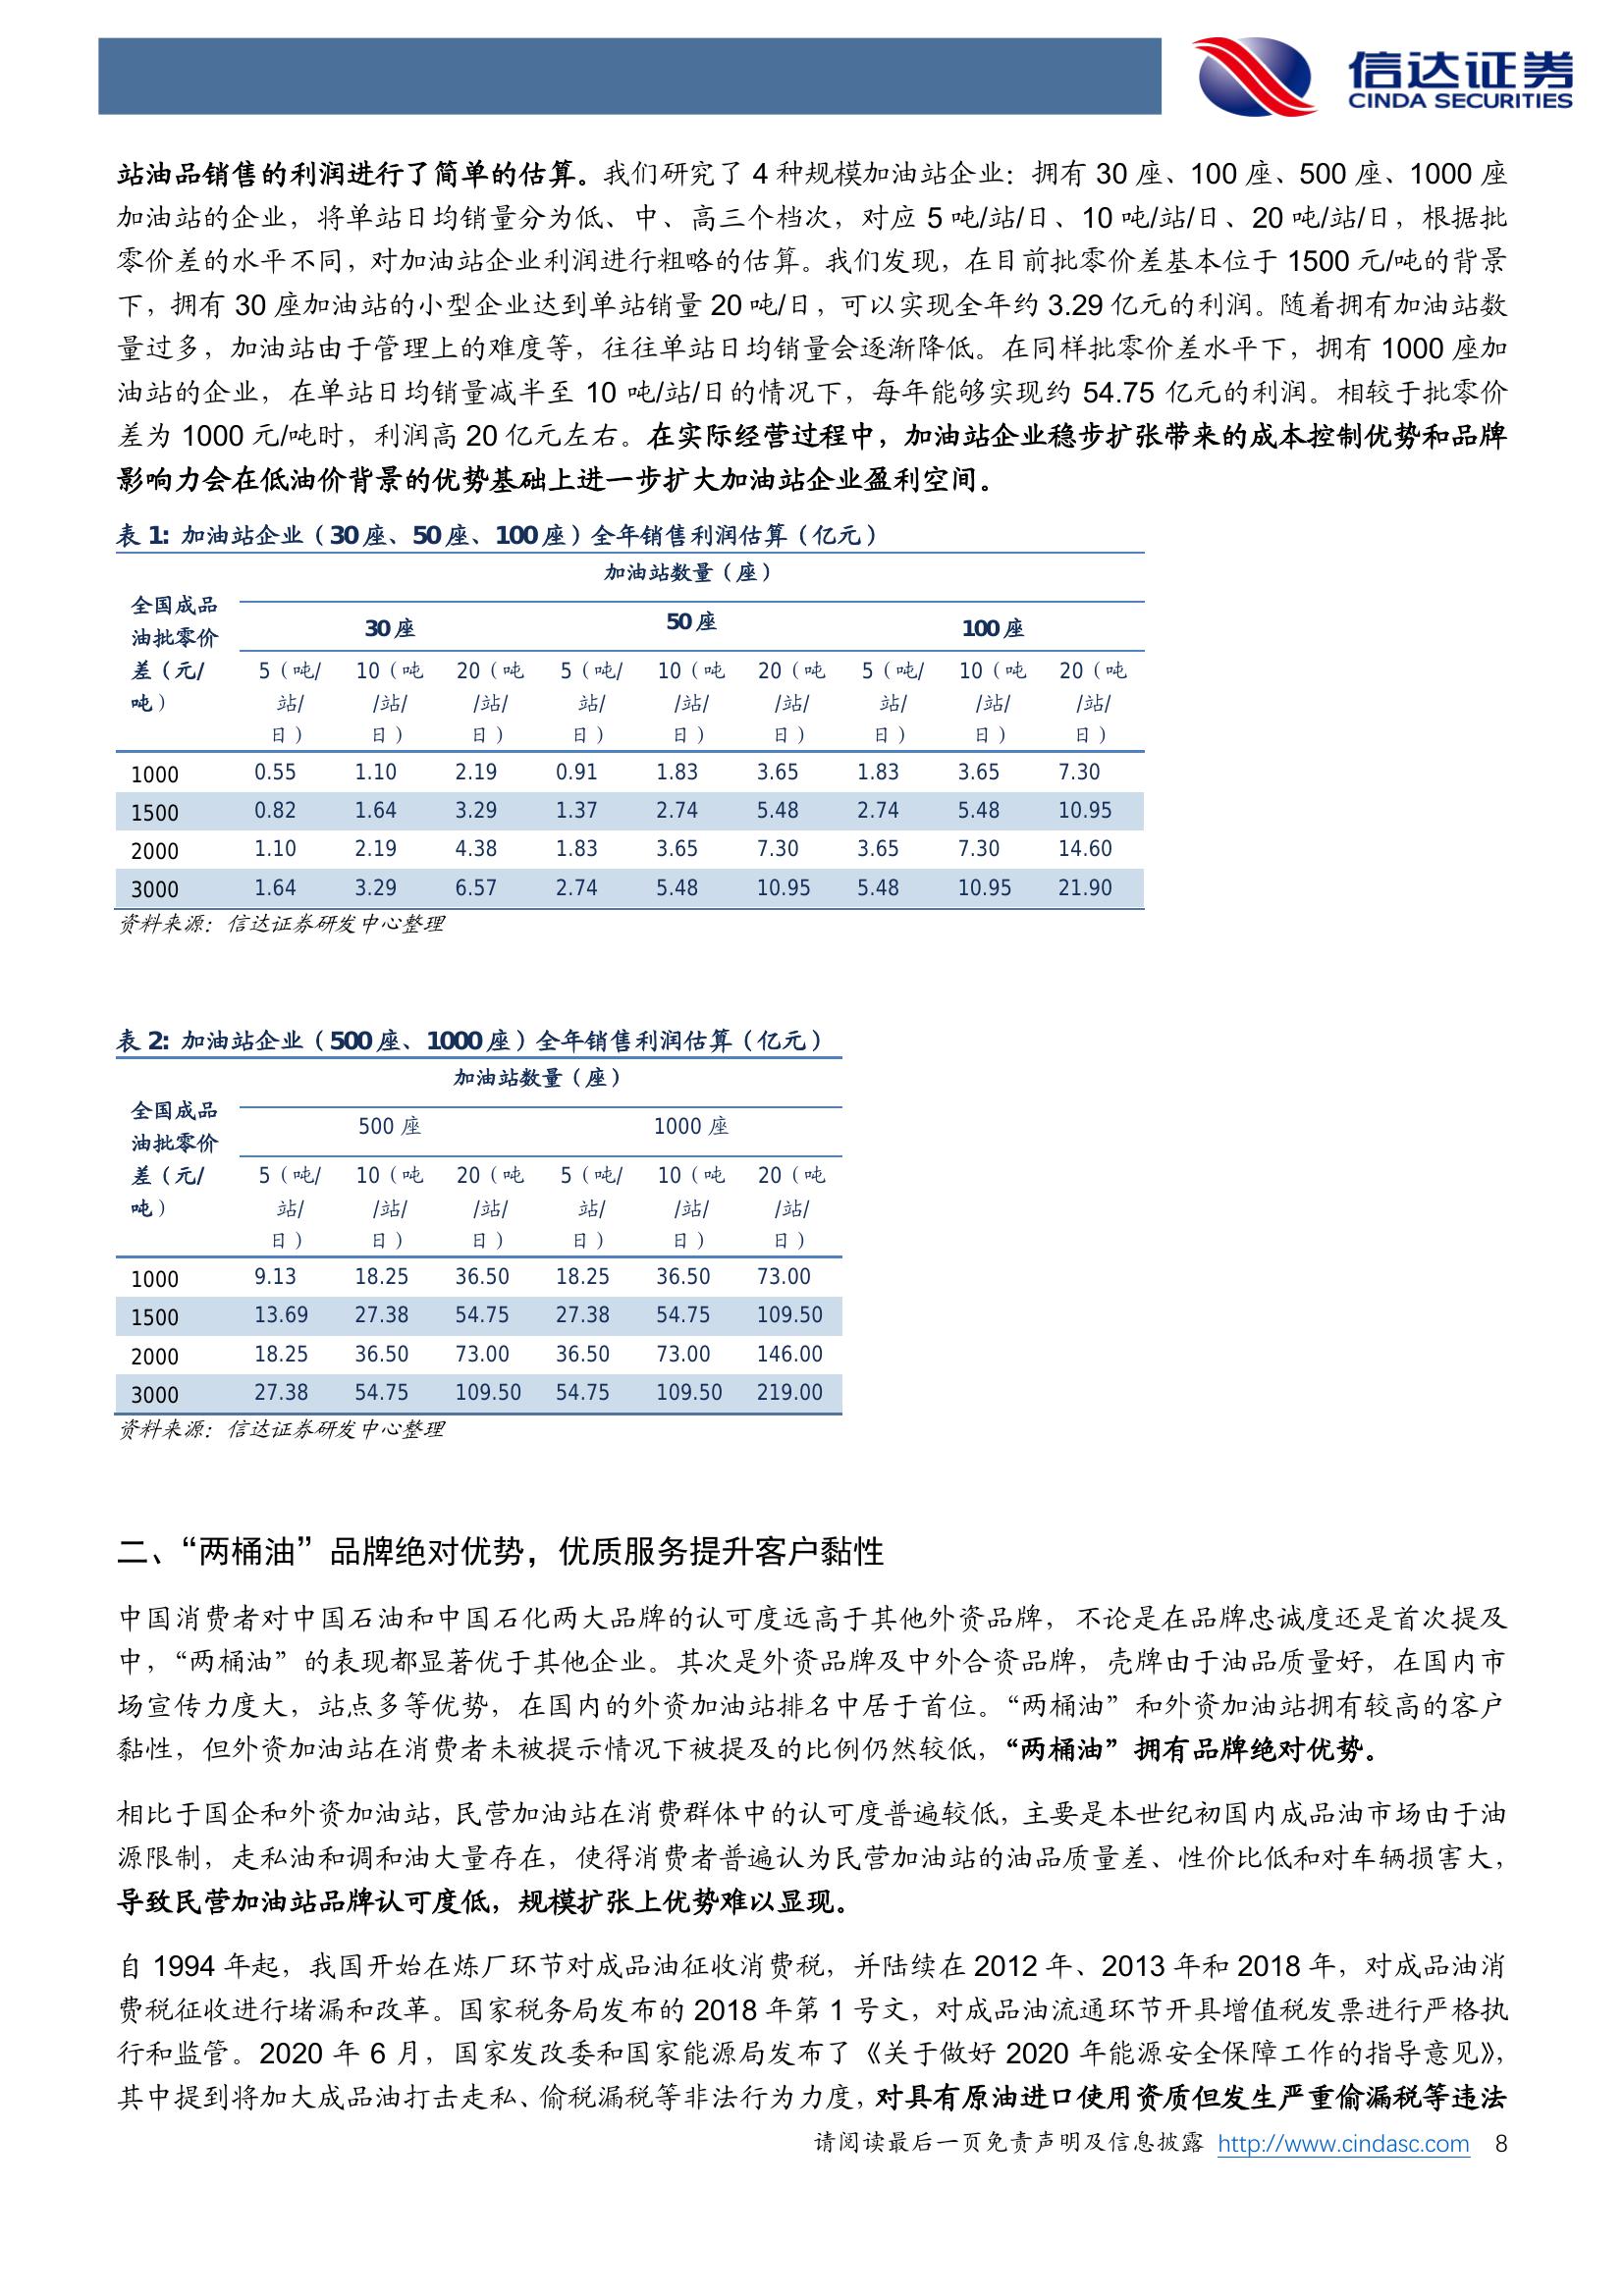 信达证券
CINDA SECURITIES
站油品销售的利润进行了简单的估算。我们研究了 4 种规模加油站企业：拥有 30 座、100 座、500 座、1000 座
加油站的企业，将单站日均销量分为低、中、高三个档次，对应 5 吨/站/日、10 吨/站/日、20 吨/站/日，根据批
零价差的水平不同，对加油站企业利润进行粗略的估算。我们发现，在目前批零价差基本位于 1500 元/吨的背景
下，拥有 30 座加油站的小型企业达到单站销量 20 吨/日，可以实现全年约 3.29 亿元的利润。随着拥有加油站数
量过多，加油站由于管理上的难度等，往往单站日均销量会逐渐降低。在同样批零价差水平下，拥有 1000 座加
油站的企业，在单站日均销量减半至 10 吨/站/日的情况下，每年能够实现约 54.75 亿元的利润。相较于批零价
差为 1000 元/吨时，利润高 20 亿元左右。在实际经营过程中，加油站企业稳步扩张带来的成本控制优势和品牌
影响力会在低油价背景的优势基础上进一步扩大加油站企业盈利空间。
表 1: 加油站企业（30 座、50 座、100 座）全年销售利润估算（亿元）
加油站数量（座）
全国成品
油批零价
差（元/
吨）
30 座 50 座 100 座
5（吨/ 10（吨 20（吨 5（吨/ 10（吨 20（吨 5（吨/ 10（吨 20（吨
站/ /站/ /站/ 站/ /站/ /站/ 站/ /站/ /站/
日） 日） 日） 日） 日） 日） 日） 日） 日）
1000 0.55 1.10 2.19 0.91 1.83 3.65 1.83 3.65 7.30
1500 0.82 1.64 3.29 1.37 2.74 5.48 2.74 5.48 10.95
2000 1.10 2.19 4.38 1.83 3.65 7.30 3.65 7.30 14.60
3000 1.64 3.29 6.57 2.74 5.48 10.95 5.48 10.95 21.90
资料来源：信达证券研发中心整理
表 2: 加油站企业（500 座、1000 座）全年销售利润估算（亿元）
加油站数量（座）
全国成品
油批零价
差（元/
吨）
500 座 1000 座
5（吨/ 10（吨 20（吨 5（吨/ 10（吨 20（吨
站/ /站/ /站/ 站/ /站/ /站/
日） 日） 日） 日） 日） 日）
1000 9.13 18.25 36.50 18.25 36.50 73.00
1500 13.69 27.38 54.75 27.38 54.75 109.50
2000 18.25 36.50 73.00 36.50 73.00 146.00
3000 27.38 54.75 109.50 54.75 109.50 219.00
资料来源：信达证券研发中心整理
二、“两桶油”品牌绝对优势，优质服务提升客户黏性
中国消费者对中国石油和中国石化两大品牌的认可度远高于其他外资品牌，不论是在品牌忠诚度还是首次提及
中，“两桶油”的表现都显著优于其他企业。其次是外资品牌及中外合资品牌，壳牌由于油品质量好，在国内市
场宣传力度大，站点多等优势，在国内的外资加油站排名中居于首位。“两桶油”和外资加油站拥有较高的客户
黏性，但外资加油站在消费者未被提示情况下被提及的比例仍然较低，“两桶油”拥有品牌绝对优势。
相比于国企和外资加油站，民营加油站在消费群体中的认可度普遍较低，主要是本世纪初国内成品油市场由于油
源限制，走私油和调和油大量存在，使得消费者普遍认为民营加油站的油品质量差、性价比低和对车辆损害大，
导致民营加油站品牌认可度低，规模扩张上优势难以显现。
自 1994 年起，我国开始在炼厂环节对成品油征收消费税，并陆续在 2012 年、2013 年和 2018 年，对成品油消
费税征收进行堵漏和改革。国家税务局发布的 2018 年第 1 号文，对成品油流通环节开具增值税发票进行严格执
行和监管。2020 年 6 月，国家发改委和国家能源局发布了《关于做好 2020 年能源安全保障工作的指导意见》，
其中提到将加大成品油打击走私、偷税漏税等非法行为力度，对具有原油进口使用资质但发生严重偷漏税等违法
请阅读最后一页免责声明及信息披露 http://www.cindasc.com 8